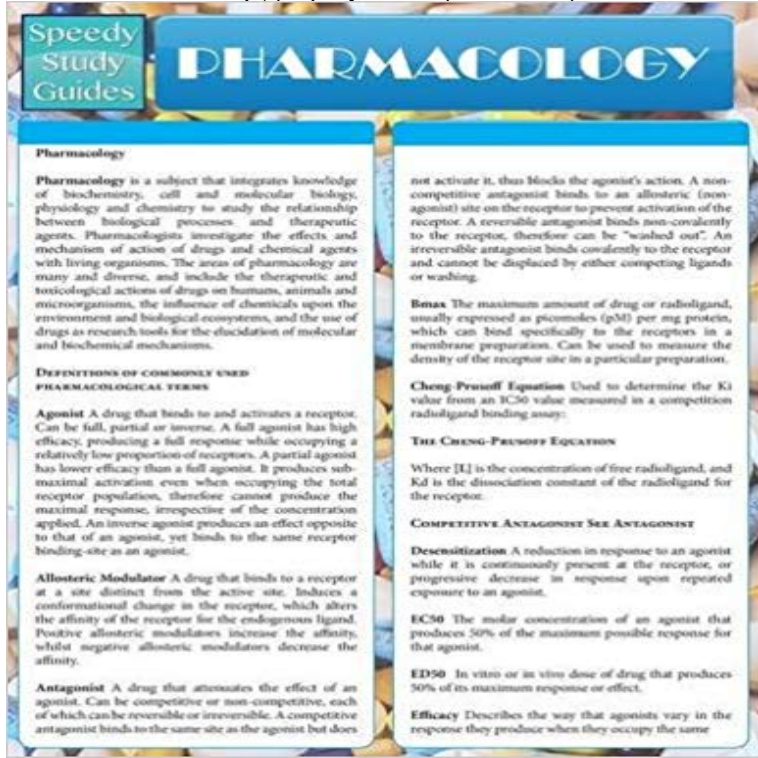 Speedy
Study
Guides
PHARMACOLOGY
Pharmacology
Pharmacology is a subject that integrates knowledge
of biochemistry, cell and molecular biology,
physiology and chemistry to study the relationship
between biological processes and therapeutic
agents. Pharmacologists investigate the effects and
mechanism of action of drugs and chemical agents
with living organisms. The areas of pharmacology are
many and diverse, and include the therapeutic and
toxicological actions of drugs on humans, animals and
microorganisms, the influence of chemicals upon the
environment and biological ecosystems, and the use of
drugs as research tools for the elucidation of molecular
and biochemical mechanisms.
DEFINITIONS OF COMMONLY USED
PHARMACOLOGICAL TERMS
Agonist A drug that binds to and activates a receptor.
Can be full, partial or inverse. A full agonist has high
efficacy, producing a full response while occupying a
relatively low proportion of receptors. A partial agonist
has lower efficacy than a full agonist. It produces sub-
maximal activation even when occupying the total
receptor population, therefore cannot produce the
maximal response, irrespective of the concentration
applied. An inverse agonist produces an effect opposite
to that of an agonist, yet binds to the same receptor
binding-site as an agonist.
Allosteric Modulator A drug that binds to a receptor
at a site distinct from the active site. Induces a
conformational change in the receptor, which alters
the affinity of the receptor for the endogenous ligand.
Positive allosteric modulators increase the affinity,
whilst negative allosteric modulators decrease the
affinity.
Antagonist A drug that attenuates the effect of an
agonist. Can be competitive or non-competitive, each
of which can be reversible or irreversible. A competitive
antagonist binds to the same site as the agonist but does
not activate it, thus blocks the agonist's action. A non-
competitive antagonist binds to an allosteric (non-
agonist) site on the receptor to prevent activation of the
receptor. A reversible antagonist binds non-covalently
to the receptor, therefore can be "washed out". An
irreversible antagonist binds covalently to the receptor
and cannot be displaced by either competing ligands
or washing.
Bmax The maximum amount of drug or radioligand,
usually expressed as picomoles (pM) per mg protein,
which can bind specifically to the receptors in a
membrane preparation. Can be used to measure the
density of the receptor site in a particular preparation.
Cheng-Prusoff Equation Used to determine the Ki
value from an IC50 value measured in a competition
radioligand binding assay:
THE CHENG-PRUSOFF EQUATION
Where [L] is the concentration of free radioligand, and
Kd is the dissociation constant of the radioligand for
the receptor.
COMPETITIVE ANTAGONIST SEE ANTAGONIST
Desensitization A reduction in response to an agonist
while it is continuously present at the receptor, or
progressive decrease in response upon repeated
exposure to an agonist.
EC50 The molar concentration of an agonist that
produces 50% of the maximum possible response for
that agonist.
ED50 In vitro or in vivo dose of drug that produces
50% of its maximum response or effect.
Efficacy Describes the way that agonists vary in the
response they produce when they occupy the same